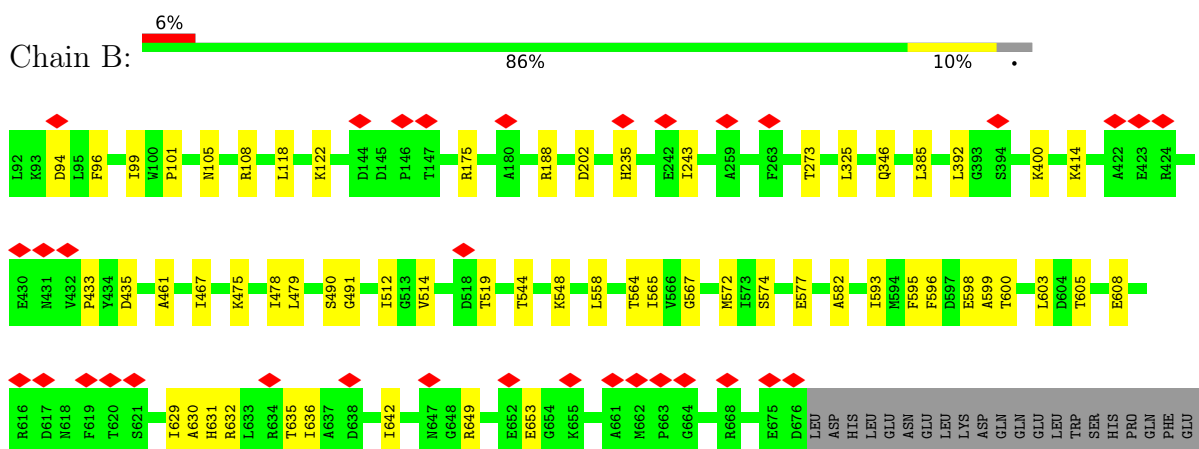 6%
Chain B:
86% 10% •
L92 K93 D94 L95 F96 I99 W100 P101 N105 R108 L118 K122 D144 D145 P146 T147 R175 A180 R188 D202 H235 E242 I243 A259 F263 T273 L325 Q346 L385 L392 G393 S394 K400 K414 A422 E423 R424
E430 N431 V432 P433 Y434 D435 A461 I467 K475 I478 L479 S490 G491 I512 G513 V514 D518 T519 T544 K548 L558 T564 I565 V566 G567 M572 I573 S574 E577 A582 I593 M594 F595 F596 D597 E598 A599 T600 L603 D604 T605 E608
R616 D617 N618 F619 T620 S621 I629 A630 H631 R632 L633 R634 T635 I636 A637 D638 I642 N647 G648 R649 E652 E653 G654 K655 A661 M662 P663 G664 R668 E675 D676 LEU ASP HIS LEU GLU ASN GLU LEU LYS ASP GLN GLN GLU LEU TRP SER HIS PRO GLN PHE GLU